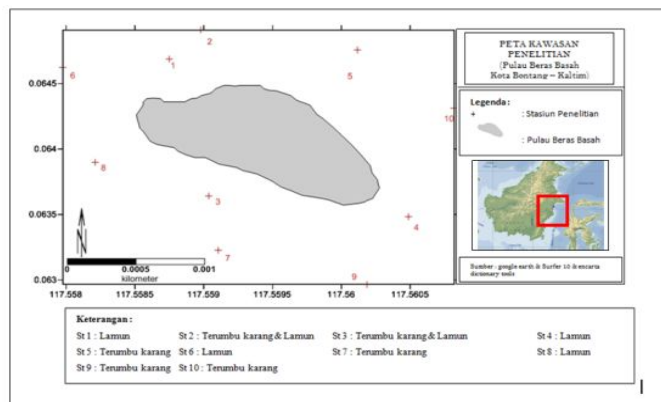 PETA KAWASAN
PENELITIAN
(Pulau Beras Basah
Kota Bontang – Kaltim)
Legenda :
+ : Stasiun Penelitian
: Pulau Beras Basah
Sumber : google earth & Surfer 10 & encarta
dictionary tools
0.0645
0.064
0.0635
0.063
2
1
5
6
10
8
3
4
7
9
N
0 0.0005 0.001
kilometer
117.558 117.5585 117.559 117.5595 117.56 117.5605
Keterangan :
St 1 : Lamun St 2 : Terumbu karang & Lamun St 3 : Terumbu karang & Lamun St 4 : Lamun
St 5 : Terumbu karang St 6 : Lamun St 7 : Terumbu karang St 8 : Lamun
St 9 : Terumbu karang St 10 : Terumbu karang